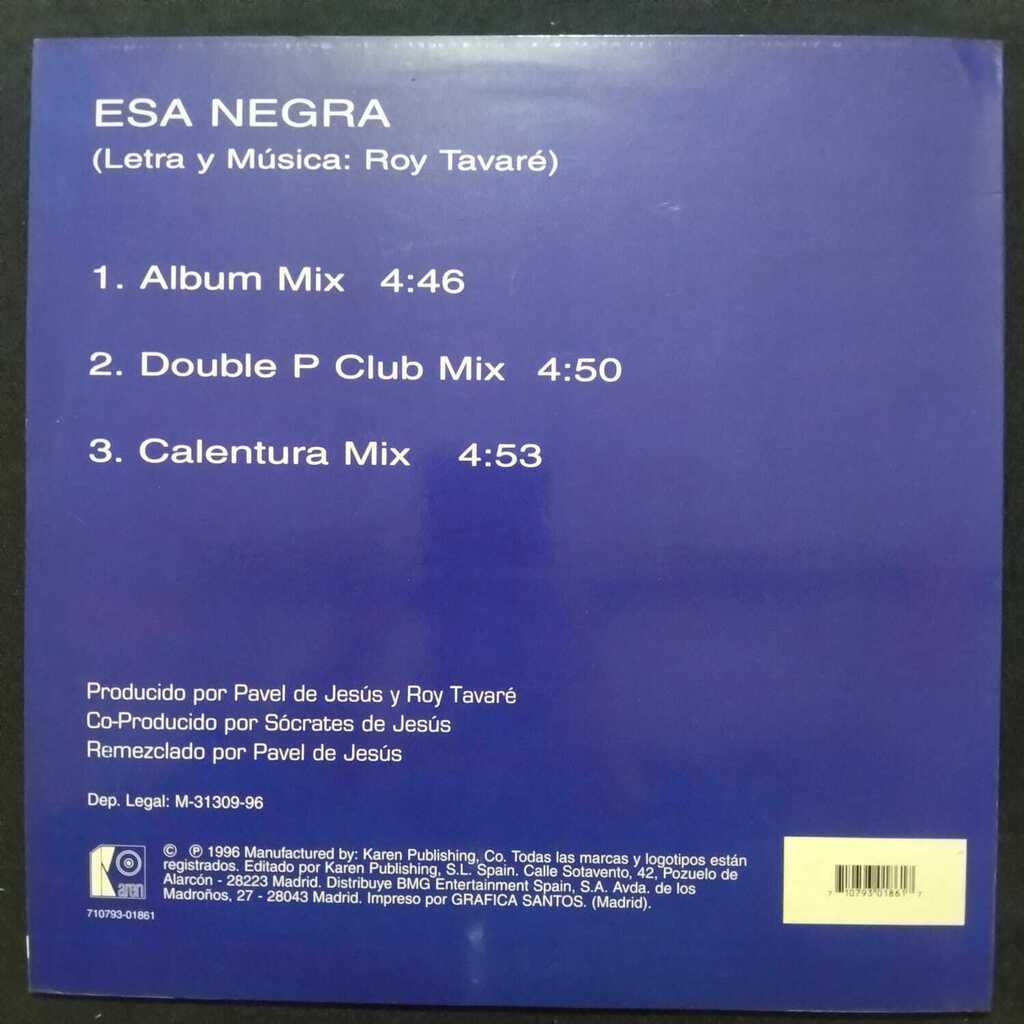 ESA NEGRA
(Letra y Música: Roy Tavaré)
1. Album Mix 4:46
2. Double P Club Mix 4:50
3. Calentura Mix 4:53
Producido por Pavel de Jesús y Roy Tavaré
Co-Producido por Sócrates de Jesús
Remezclado por Pavel de Jesús
Dep. Legal: M-31309-96
Karen
710793-01861
© ℗ 1996 Manufactured by: Karen Publishing, Co. Todas las marcas y logotipos están
registrados. Editado por Karen Publishing, S.L. Spain. Calle Sotavento, 42, Pozuelo de
Alarcón - 28223 Madrid. Distribuye BMG Entertainment Spain, S.A. Avda. de los
Madroños, 27 - 28043 Madrid. Impreso por GRAFICA SANTOS. (Madrid).
7 10793 01861 7